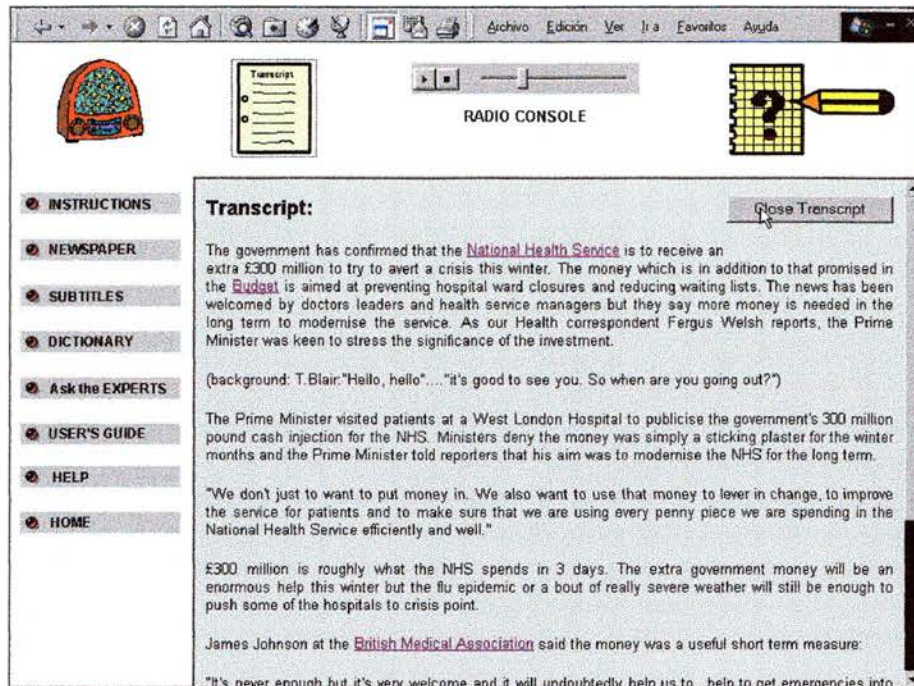 Archivo Edición Ver Ir a Favoritos Ayuda
Transcript
RADIO CONSOLE
INSTRUCTIONS
NEWSPAPER
SUBTITLES
DICTIONARY
Ask the EXPERTS
USER'S GUIDE
HELP
HOME
Transcript:
Close Transcript
The government has confirmed that the National Health Service is to receive an
extra £300 million to try to avert a crisis this winter. The money which is in addition to that promised in
the Budget is aimed at preventing hospital ward closures and reducing waiting lists. The news has been
welcomed by doctors leaders and health service managers but they say more money is needed in the
long term to modernise the service. As our Health correspondent Fergus Welsh reports, the Prime
Minister was keen to stress the significance of the investment.
(background: T.Blair:"Hello, hello"...."it's good to see you. So when are you going out?")
The Prime Minister visited patients at a West London Hospital to publicise the government's 300 million
pound cash injection for the NHS. Ministers deny the money was simply a sticking plaster for the winter
months and the Prime Minister told reporters that his aim was to modernise the NHS for the long term.
"We don't just to want to put money in. We also want to use that money to lever in change, to improve
the service for patients and to make sure that we are using every penny piece we are spending in the
National Health Service efficiently and well."
£300 million is roughly what the NHS spends in 3 days. The extra government money will be an
enormous help this winter but the flu epidemic or a bout of really severe weather will still be enough to
push some of the hospitals to crisis point.
James Johnson at the British Medical Association said the money was a useful short term measure:
"It's never enough but it's very welcome and it will undoubtedly help us to...help to get emergencies into